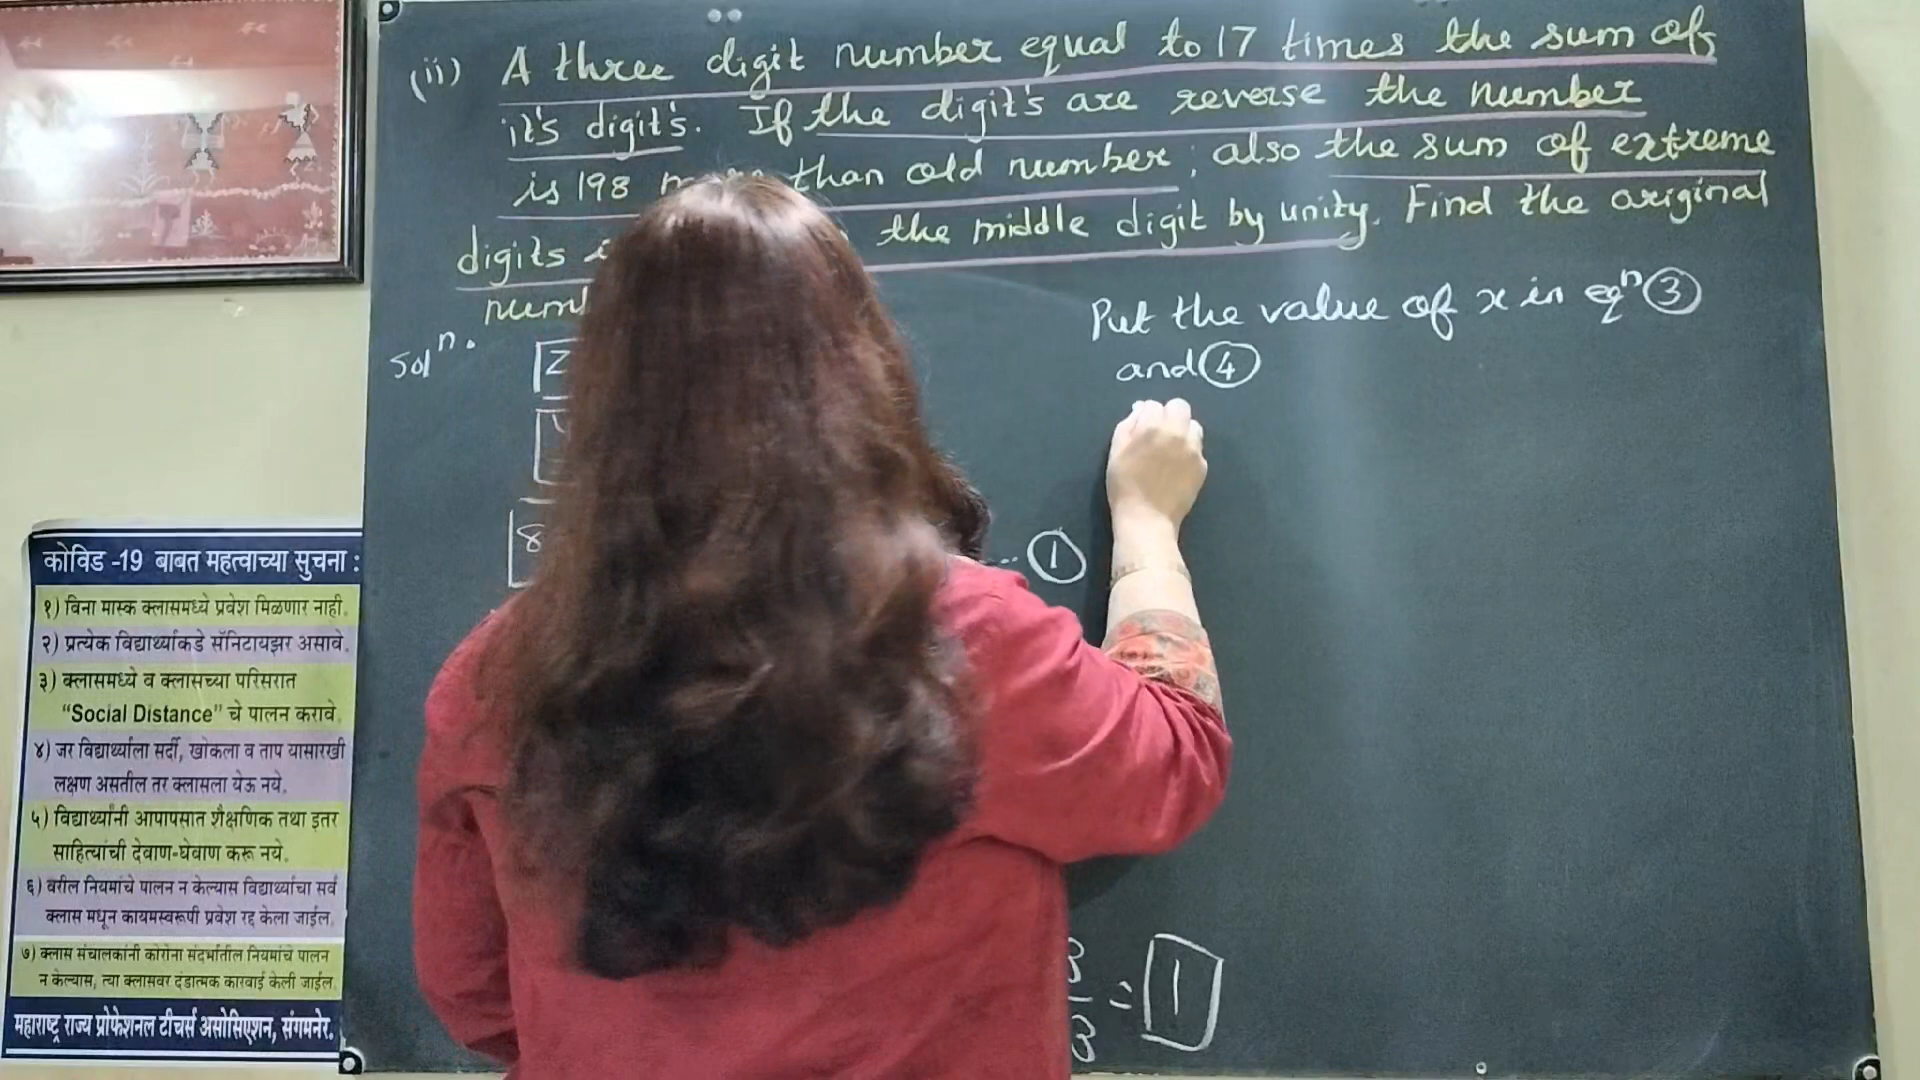 (ii) A three digit number equal to 17 times the sum of
it's digit's. If the digit's are reverse the number
is 198 than old number, also the sum of extreme
digits the middle digit by unity. Find the original
Solⁿ.
Put the value of x in eqⁿ ③
and ④
8
... ①
3/3 = 1
कोविड -19 बाबत महत्वाच्या सुचना :
१) विना मास्क क्लासमध्ये प्रवेश मिळणार नाही.
२) प्रत्येक विद्यार्थ्याकडे सॅनिटायझर असावे.
३) क्लासमध्ये व क्लासच्या परिसरात
“Social Distance” चे पालन करावे.
४) जर विद्यार्थ्याला सर्दी, खोकला व ताप यासारखी
लक्षण असतील तर क्लासला येऊ नये.
५) विद्यार्थ्यांनी आपापसात शैक्षणिक तथा इतर
साहित्यांची देवाण-घेवाण करू नये.
६) वरील नियमांचे पालन न केल्यास विद्यार्थ्याचा सर्व
क्लास मधून कायमस्वरूपी प्रवेश रद्द केला जाईल.
७) क्लास संचालकांनी कोरोना संदर्भातील नियमांचे पालन
न केल्यास, त्या क्लासवर दंडात्मक कारवाई केली जाईल.
महाराष्ट्र राज्य प्रोफेशनल टीचर्स असोसिएशन, संगमनेर.